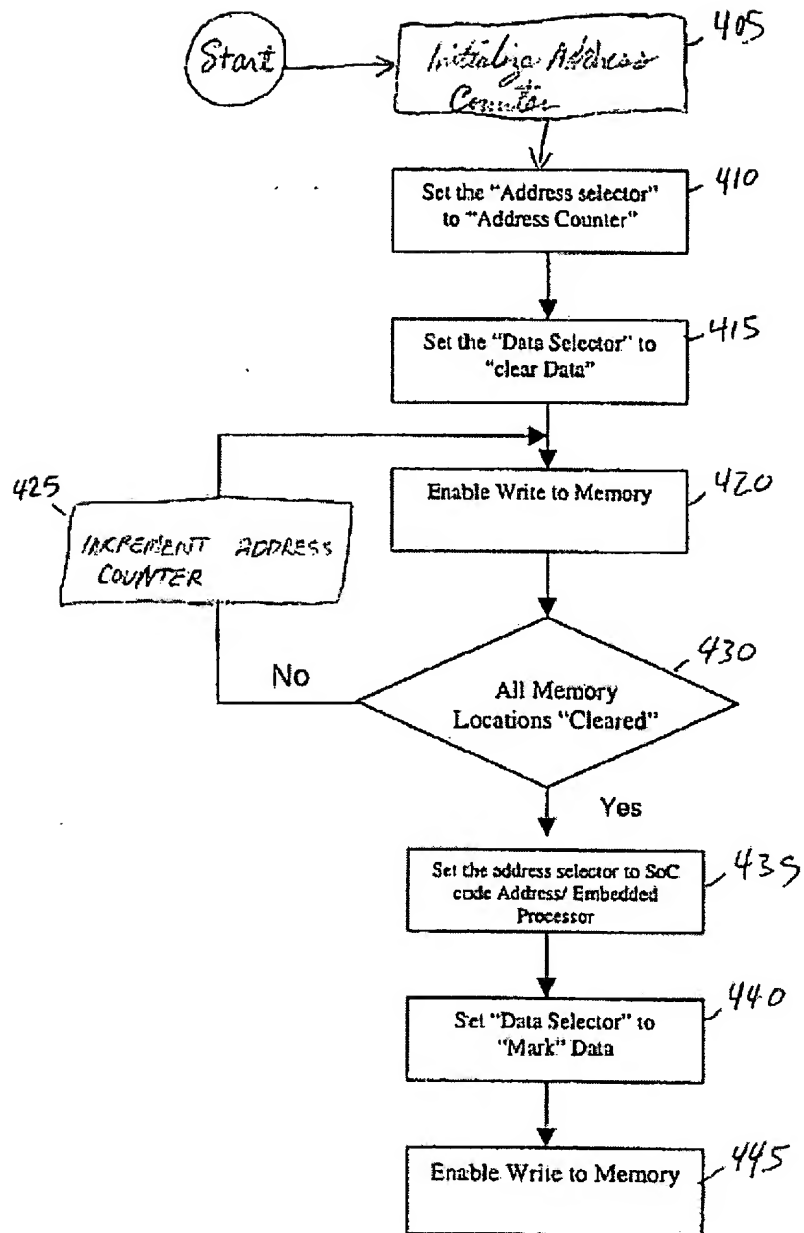 Start
405
Initialize Address
Counter
410
Set the "Address selector"
to "Address Counter"
415
Set the "Data Selector" to
"clear Data"
425
INCREMENT ADDRESS
COUNTER
420
Enable Write to Memory
430
No
All Memory
Locations "Cleared"
Yes
435
Set the address selector to SoC
code Address/ Embedded
Processor
440
Set "Data Selector" to
"Mark" Data
445
Enable Write to Memory